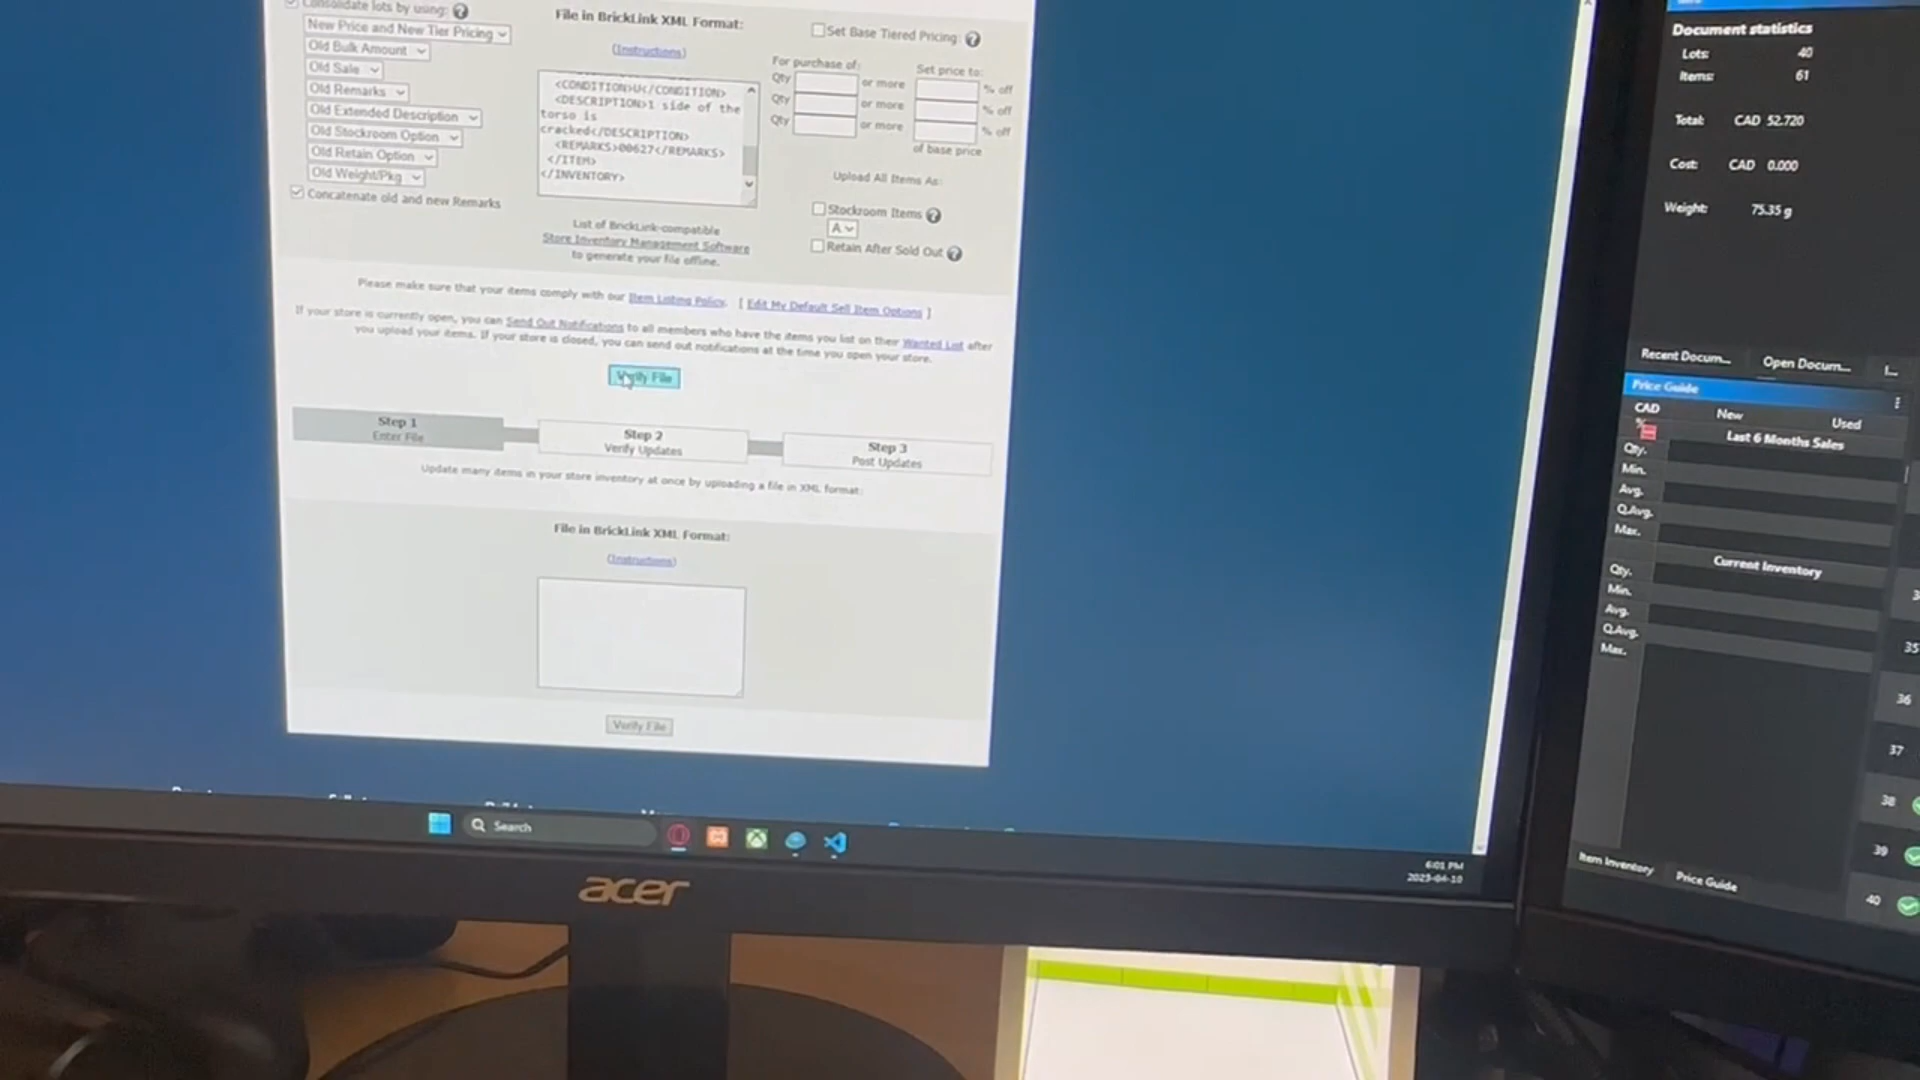 Consolidate lots by using:
New Price and New Tier Pricing
Old Bulk Amount
Old Sale
Old Remarks
Old Extended Description
Old Stockroom Option
Old Retain Option
Old Weight/Pkg
Concatenate old and new Remarks
File in BrickLink XML Format:
(Instructions)
<CONDITION>U</CONDITION>
<DESCRIPTION>1 side of the
torso is
cracked</DESCRIPTION>
<REMARKS>00627</REMARKS>
</ITEM>
</INVENTORY>
List of BrickLink-compatible
Store Inventory Management Software
to generate your file offline.
Set Base Tiered Pricing:
For purchase of: Set price to:
Qty or more % off
Qty or more % off
Qty or more % off
of base price
Upload All Items As:
Stockroom Items
A
Retain After Sold Out
Please make sure that your items comply with our Item Listing Policy. [ Edit My Default Sell Item Options ]
If your store is currently open, you can Send Out Notifications to all members who have the items you list on their Wanted List after
you upload your items. If your store is closed, you can send out notifications at the time you open your store.
Verify File
Step 1
Enter File
Step 2
Verify Updates
Step 3
Post Updates
Update many items in your store inventory at once by uploading a file in XML format:
File in BrickLink XML Format:
(Instructions)
Verify File
Search
6:01 PM
2025-04-10
acer
Document statistics
Lots: 40
Items: 61
Total: CAD 52.720
Cost: CAD 0.000
Weight: 75.35 g
Recent Docum... Open Docum... I...
Price Guide
CAD New Used
%
Last 6 Months Sales
Qty.
Min.
Avg.
Q.Avg.
Max.
Current Inventory
Qty.
Min.
Avg.
Q.Avg.
Max.
Item Inventory Price Guide
3
35
36
37
38
39
40